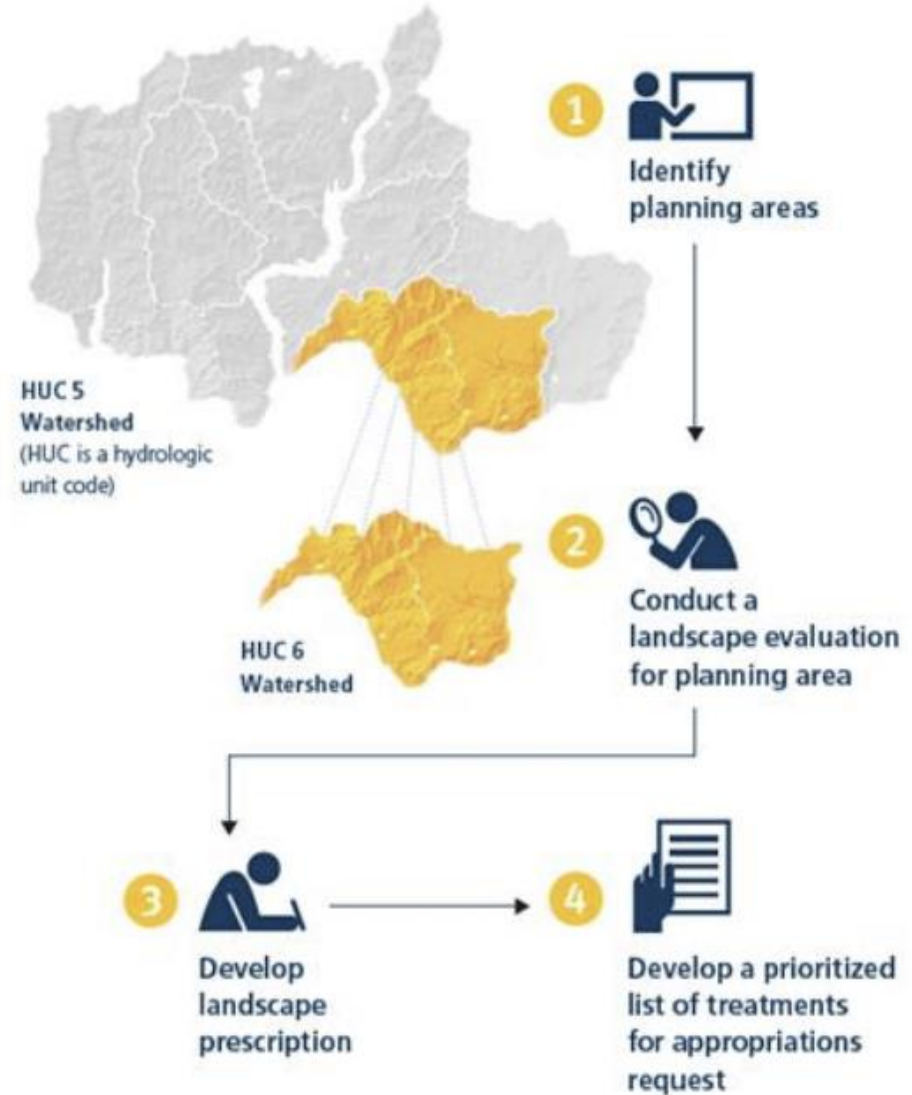 1
Identify
planning areas
HUC 5
Watershed
(HUC is a hydrologic
unit code)
2
Conduct a
landscape evaluation
for planning area
HUC 6
Watershed
3
Develop
landscape
prescription
4
Develop a prioritized
list of treatments
for appropriations
request